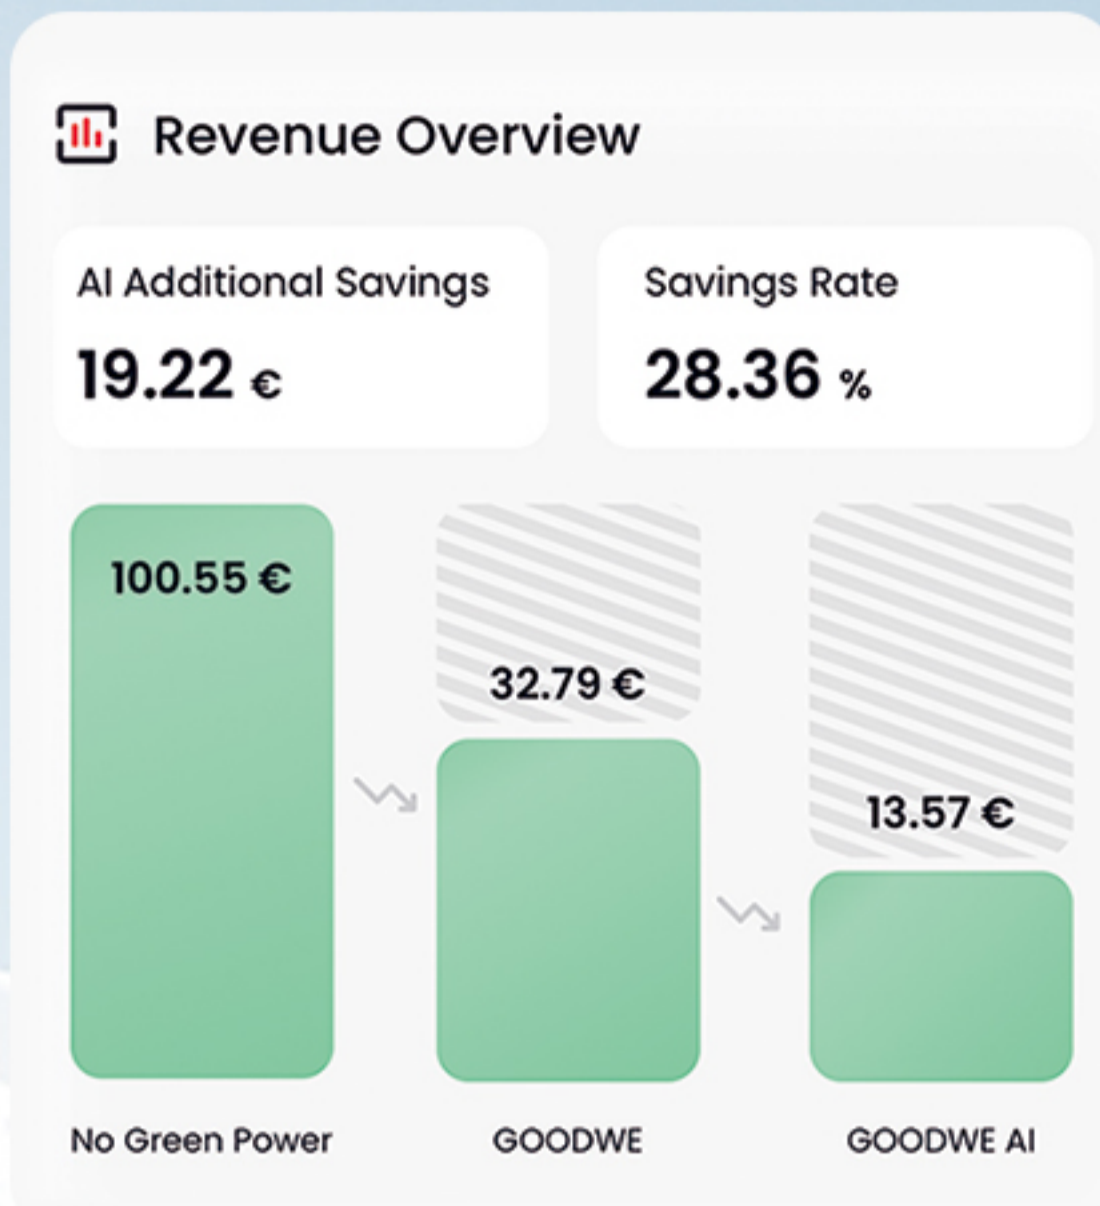 Revenue Overview
AI Additional Savings
19.22 €
Savings Rate
28.36 %
100.55 €
32.79 €
13.57 €
No Green Power
GOODWE
GOODWE AI